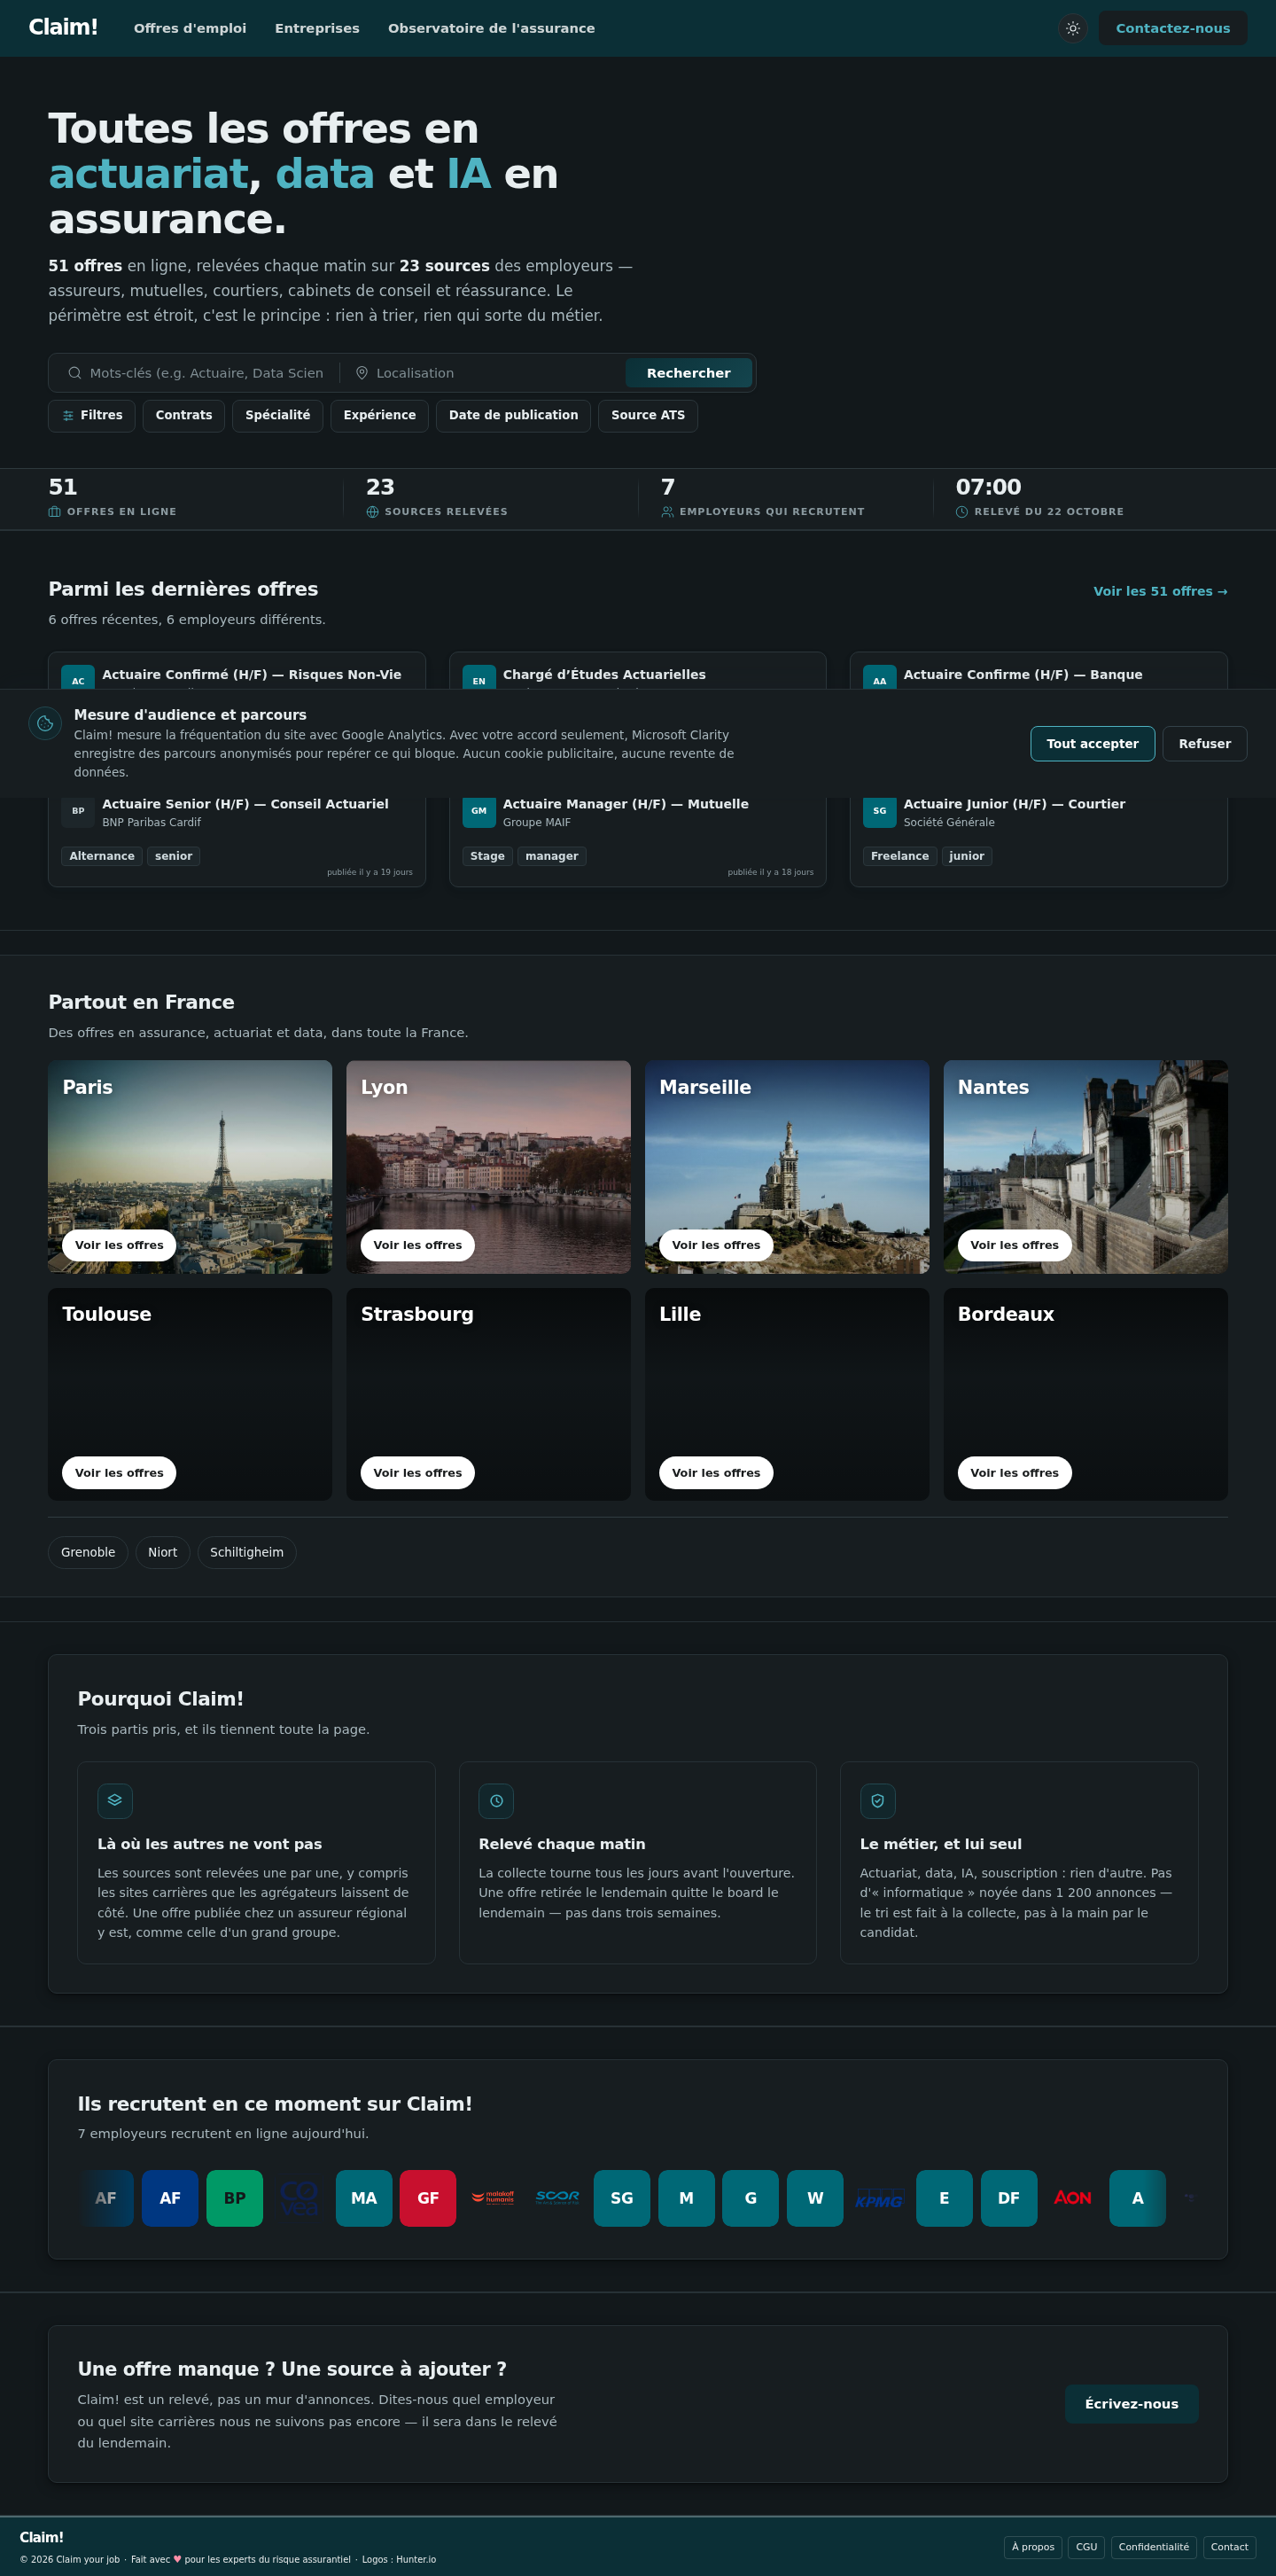 Claim! Offres d'emploi Entreprises Observatoire de l'assurance Contactez-nous
Toutes les offres en
actuariat, data et IA en
assurance.
51 offres en ligne, relevées chaque matin sur 23 sources des employeurs —
assureurs, mutuelles, courtiers, cabinets de conseil et réassurance. Le
périmètre est étroit, c'est le principe : rien à trier, rien qui sorte du métier.
Mots-clés (e.g. Actuaire, Data Scien Localisation Rechercher
Filtres Contrats Spécialité Expérience Date de publication Source ATS
51 23 7 07:00
OFFRES EN LIGNE SOURCES RELEVÉES EMPLOYEURS QUI RECRUTENT RELEVÉ DU 22 OCTOBRE
Parmi les dernières offres Voir les 51 offres →
6 offres récentes, 6 employeurs différents.
AC Actuaire Confirmé (H/F) — Risques Non-Vie EN Chargé d’Études Actuarielles AA Actuaire Confirme (H/F) — Banque
Mesure d'audience et parcours
Claim! mesure la fréquentation du site avec Google Analytics. Avec votre accord seulement, Microsoft Clarity
enregistre des parcours anonymisés pour repérer ce qui bloque. Aucun cookie publicitaire, aucune revente de
données.
Tout accepter Refuser
BP Actuaire Senior (H/F) — Conseil Actuariel GM Actuaire Manager (H/F) — Mutuelle SG Actuaire Junior (H/F) — Courtier
BNP Paribas Cardif Groupe MAIF Société Générale
Alternance senior Stage manager Freelance junior
publiée il y a 19 jours publiée il y a 18 jours
Partout en France
Des offres en assurance, actuariat et data, dans toute la France.
Paris Lyon Marseille Nantes
Voir les offres Voir les offres Voir les offres Voir les offres
Toulouse Strasbourg Lille Bordeaux
Voir les offres Voir les offres Voir les offres Voir les offres
Grenoble Niort Schiltigheim
Pourquoi Claim!
Trois partis pris, et ils tiennent toute la page.
Là où les autres ne vont pas
Les sources sont relevées une par une, y compris
les sites carrières que les agrégateurs laissent de
côté. Une offre publiée chez un assureur régional
y est, comme celle d'un grand groupe.
Relevé chaque matin
La collecte tourne tous les jours avant l'ouverture.
Une offre retirée le lendemain quitte le board le
lendemain — pas dans trois semaines.
Le métier, et lui seul
Actuariat, data, IA, souscription : rien d'autre. Pas
d'« informatique » noyée dans 1 200 annonces —
le tri est fait à la collecte, pas à la main par le
candidat.
Ils recrutent en ce moment sur Claim!
7 employeurs recrutent en ligne aujourd'hui.
AF AF BP MA GF malakoff humanis SCOR SG M G W KPMG E DF AON A
Une offre manque ? Une source à ajouter ?
Claim! est un relevé, pas un mur d'annonces. Dites-nous quel employeur
ou quel site carrières nous ne suivons pas encore — il sera dans le relevé
du lendemain.
Écrivez-nous
Claim!
© 2026 Claim your job · Fait avec ♥ pour les experts du risque assurantiel · Logos : Hunter.io
À propos CGU Confidentialité Contact